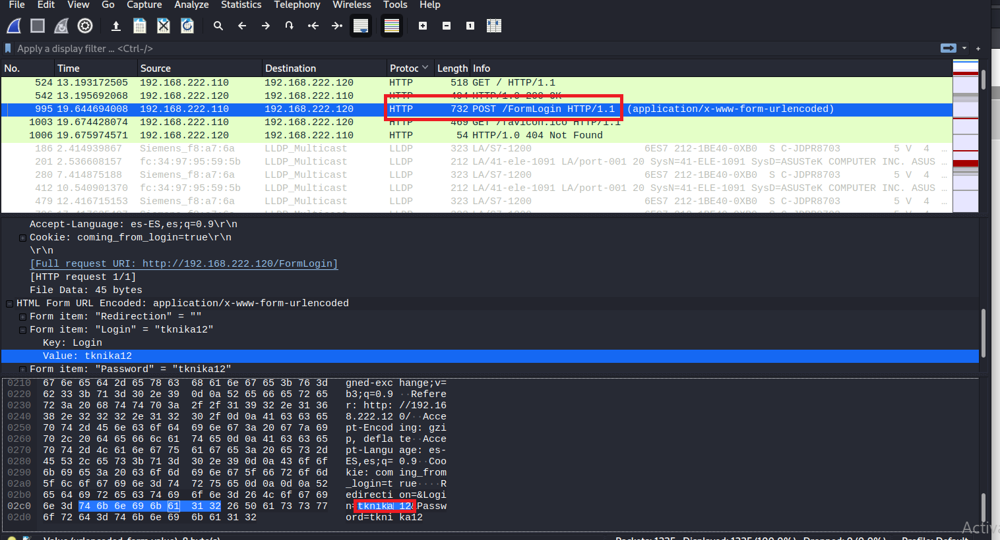 File Edit View Go Capture Analyze Statistics Telephony Wireless Tools Help
Apply a display filter … <Ctrl-/>
No. Time Source Destination Protoc Length Info
524 13.193172505 192.168.222.110 192.168.222.120 HTTP 518 GET / HTTP/1.1
542 13.195692068 192.168.222.120 192.168.222.110 HTTP 494 HTTP/1.0 200 OK
995 19.644694008 192.168.222.110 192.168.222.120 HTTP 732 POST /FormLogin HTTP/1.1 (application/x-www-form-urlencoded)
1003 19.674428074 192.168.222.110 192.168.222.120 HTTP 469 GET /favicon.ico HTTP/1.1
1006 19.675974571 192.168.222.120 192.168.222.110 HTTP 54 HTTP/1.0 404 Not Found
186 2.414939867 Siemens_f8:a7:6a LLDP_Multicast LLDP 323 LA/S7-1200 6ES7 212-1BE40-0XB0 S C-JDPR8703 5 V 4 …
201 2.536608157 fc:34:97:95:59:5b LLDP_Multicast LLDP 212 LA/41-ele-1091 LA/port-001 20 SysN=41-ELE-1091 SysD=ASUSTeK COMPUTER INC. ASUS …
280 7.414875188 Siemens_f8:a7:6a LLDP_Multicast LLDP 323 LA/S7-1200 6ES7 212-1BE40-0XB0 S C-JDPR8703 5 V 4 …
412 10.540901370 fc:34:97:95:59:5b LLDP_Multicast LLDP 212 LA/41-ele-1091 LA/port-001 20 SysN=41-ELE-1091 SysD=ASUSTeK COMPUTER INC. ASUS …
479 12.416715153 Siemens_f8:a7:6a LLDP_Multicast LLDP 323 LA/S7-1200 6ES7 212-1BE40-0XB0 S C-JDPR8703 5 V 4 …
Siemens_f8:a7:6a LLDP_Multicast LLDP 323 LA/S7-1200 6ES7 212-1BE40-0XB0 S C-JDPR8703 5 V 4
Accept-Language: es-ES,es;q=0.9\r\n
Cookie: coming_from_login=true\r\n
\r\n
[Full request URI: http://192.168.222.120/FormLogin]
[HTTP request 1/1]
File Data: 45 bytes
HTML Form URL Encoded: application/x-www-form-urlencoded
Form item: "Redirection" = ""
Form item: "Login" = "tknika12"
Key: Login
Value: tknika12
Form item: "Password" = "tknika12"
0210 67 6e 65 64 2d 65 78 63 68 61 6e 67 65 3b 76 3d gned-exc hange;v=
0220 62 33 3b 71 3d 30 2e 39 0d 0a 52 65 66 65 72 65 b3;q=0.9 ··Refere
0230 72 3a 20 68 74 74 70 3a 2f 2f 31 39 32 2e 31 36 r: http: //192.16
0240 38 2e 32 32 32 2e 31 32 30 2f 0d 0a 41 63 63 65 8.222.12 0/··Acce
0250 70 74 2d 45 6e 63 6f 64 69 6e 67 3a 20 67 7a 69 pt-Encod ing: gzi
0260 70 2c 20 64 65 66 6c 61 74 65 0d 0a 41 63 63 65 p, defla te··Acce
0270 70 74 2d 4c 61 6e 67 75 61 67 65 3a 20 65 73 2d pt-Langu age: es-
0280 45 53 2c 65 73 3b 71 3d 30 2e 39 0d 0a 43 6f 6f ES,es;q= 0.9··Coo
0290 6b 69 65 3a 20 63 6f 6d 69 6e 67 5f 66 72 6f 6d kie: com ing_from
02a0 5f 6c 6f 67 69 6e 3d 74 72 75 65 0d 0a 0d 0a 52 _login=t rue····R
02b0 65 64 69 72 65 63 74 69 6f 6e 3d 26 4c 6f 67 69 edirecti on=&Logi
02c0 6e 3d 74 6b 6e 69 6b 61 31 32 26 50 61 73 73 77 n=tknika 12&Passw
02d0 6f 72 64 3d 74 6b 6e 69 6b 61 31 32 ord=tkni ka12
Value (urlencoded-form.value), 8 byte(s) Packets: 1335 · Displayed: 1335 (100.0%) · Dropped: 0 (0.0%) Profile: Default